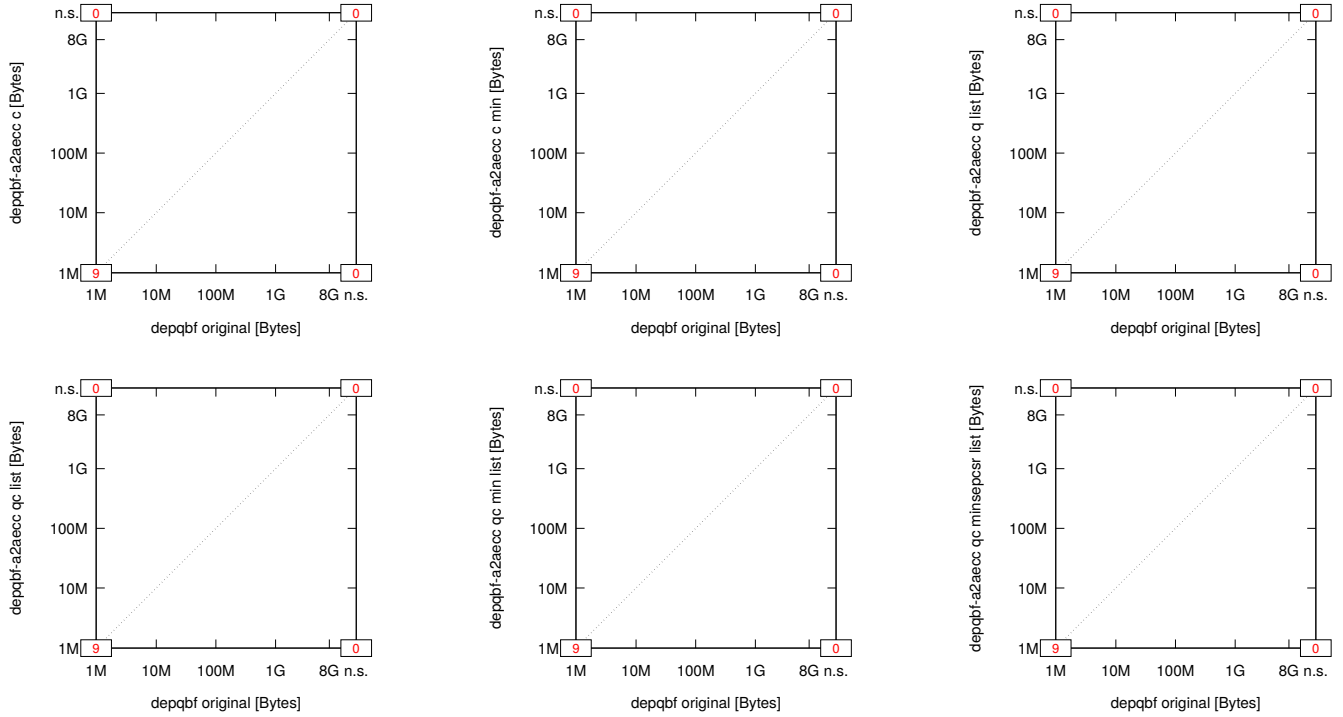 n.s. 0 0
8G
1G
100M
10M
1M 9 0
1M 10M 100M 1G 8G n.s.
depqbf original [Bytes]
depqbf-a2aecc c [Bytes]
n.s. 0 0
8G
1G
100M
10M
1M 9 0
1M 10M 100M 1G 8G n.s.
depqbf original [Bytes]
depqbf-a2aecc c min [Bytes]
n.s. 0 0
8G
1G
100M
10M
1M 9 0
1M 10M 100M 1G 8G n.s.
depqbf original [Bytes]
depqbf-a2aecc q list [Bytes]
n.s. 0 0
8G
1G
100M
10M
1M 9 0
1M 10M 100M 1G 8G n.s.
depqbf original [Bytes]
depqbf-a2aecc qc list [Bytes]
n.s. 0 0
8G
1G
100M
10M
1M 9 0
1M 10M 100M 1G 8G n.s.
depqbf original [Bytes]
depqbf-a2aecc qc min list [Bytes]
n.s. 0 0
8G
1G
100M
10M
1M 9 0
1M 10M 100M 1G 8G n.s.
depqbf original [Bytes]
depqbf-a2aecc qc minsepcsr list [Bytes]